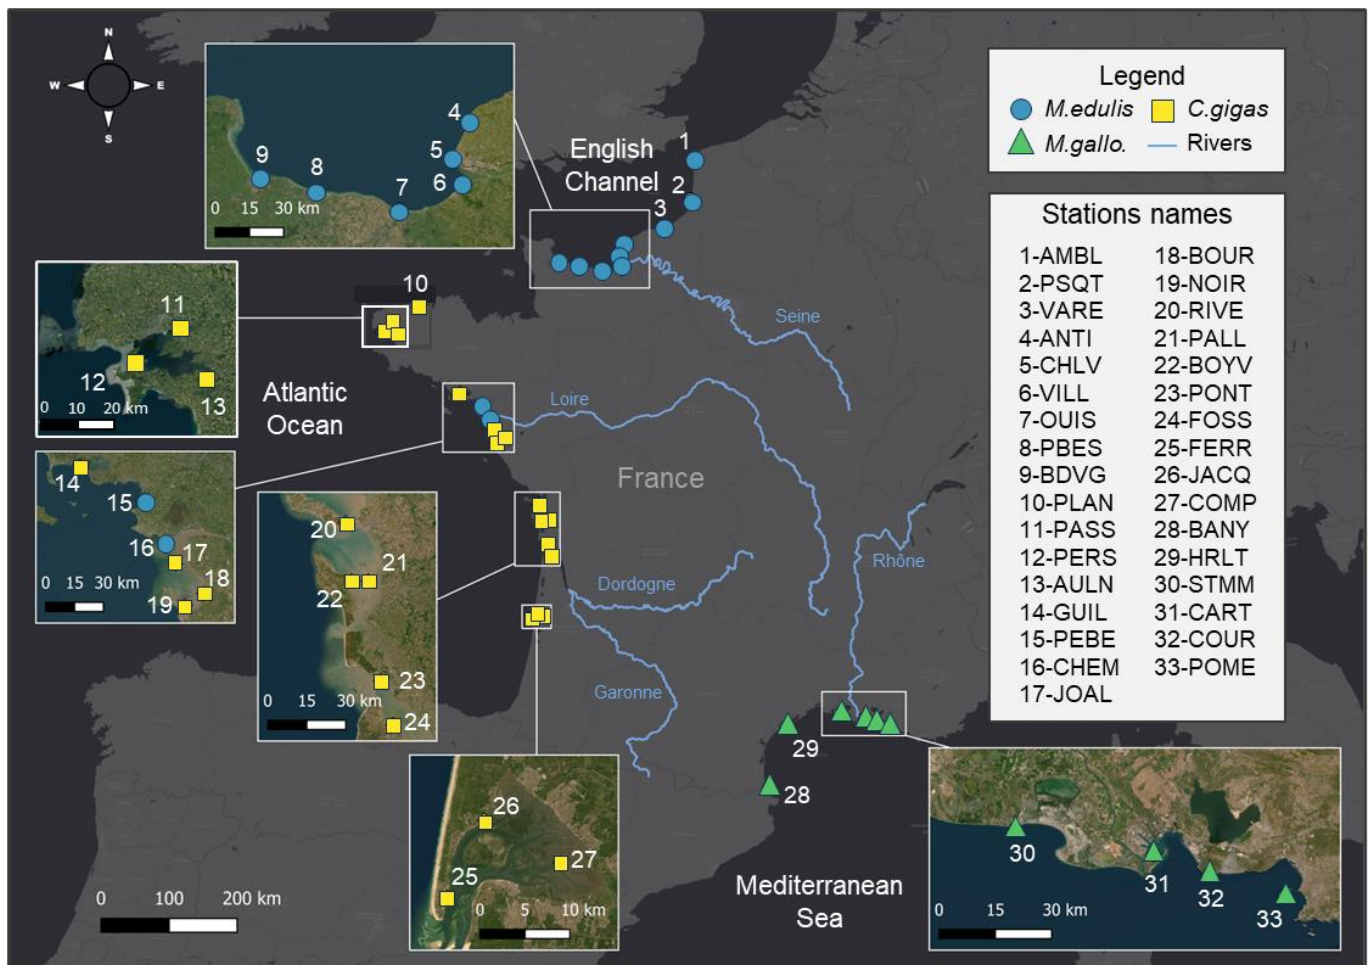 N
W E
S
4
5
6
7
8
9
0 15 30 km
English
Channel
1
2
3
Legend
M.edulis C.gigas
M.gallo. Rivers
Stations names
1-AMBL 18-BOUR
2-PSQT 19-NOIR
3-VARE 20-RIVE
4-ANTI 21-PALL
5-CHLV 22-BOYV
6-VILL 23-PONT
7-OUIS 24-FOSS
8-PBES 25-FERR
9-BDVG 26-JACQ
10-PLAN 27-COMP
11-PASS 28-BANY
12-PERS 29-HRLT
13-AULN 30-STMM
14-GUIL 31-CART
15-PEBE 32-COUR
16-CHEM 33-POME
17-JOAL
10
11
12
13
0 10 20 km
Atlantic
Ocean
Seine
Loire
France
14
15
16
17
18
19
0 15 30 km
20
21
22
23
24
0 15 30 km
Dordogne
Rhône
Garonne
25
26
27
0 5 10 km
29
28
Mediterranean
Sea
30
31
32
33
0 15 30 km
0 100 200 km